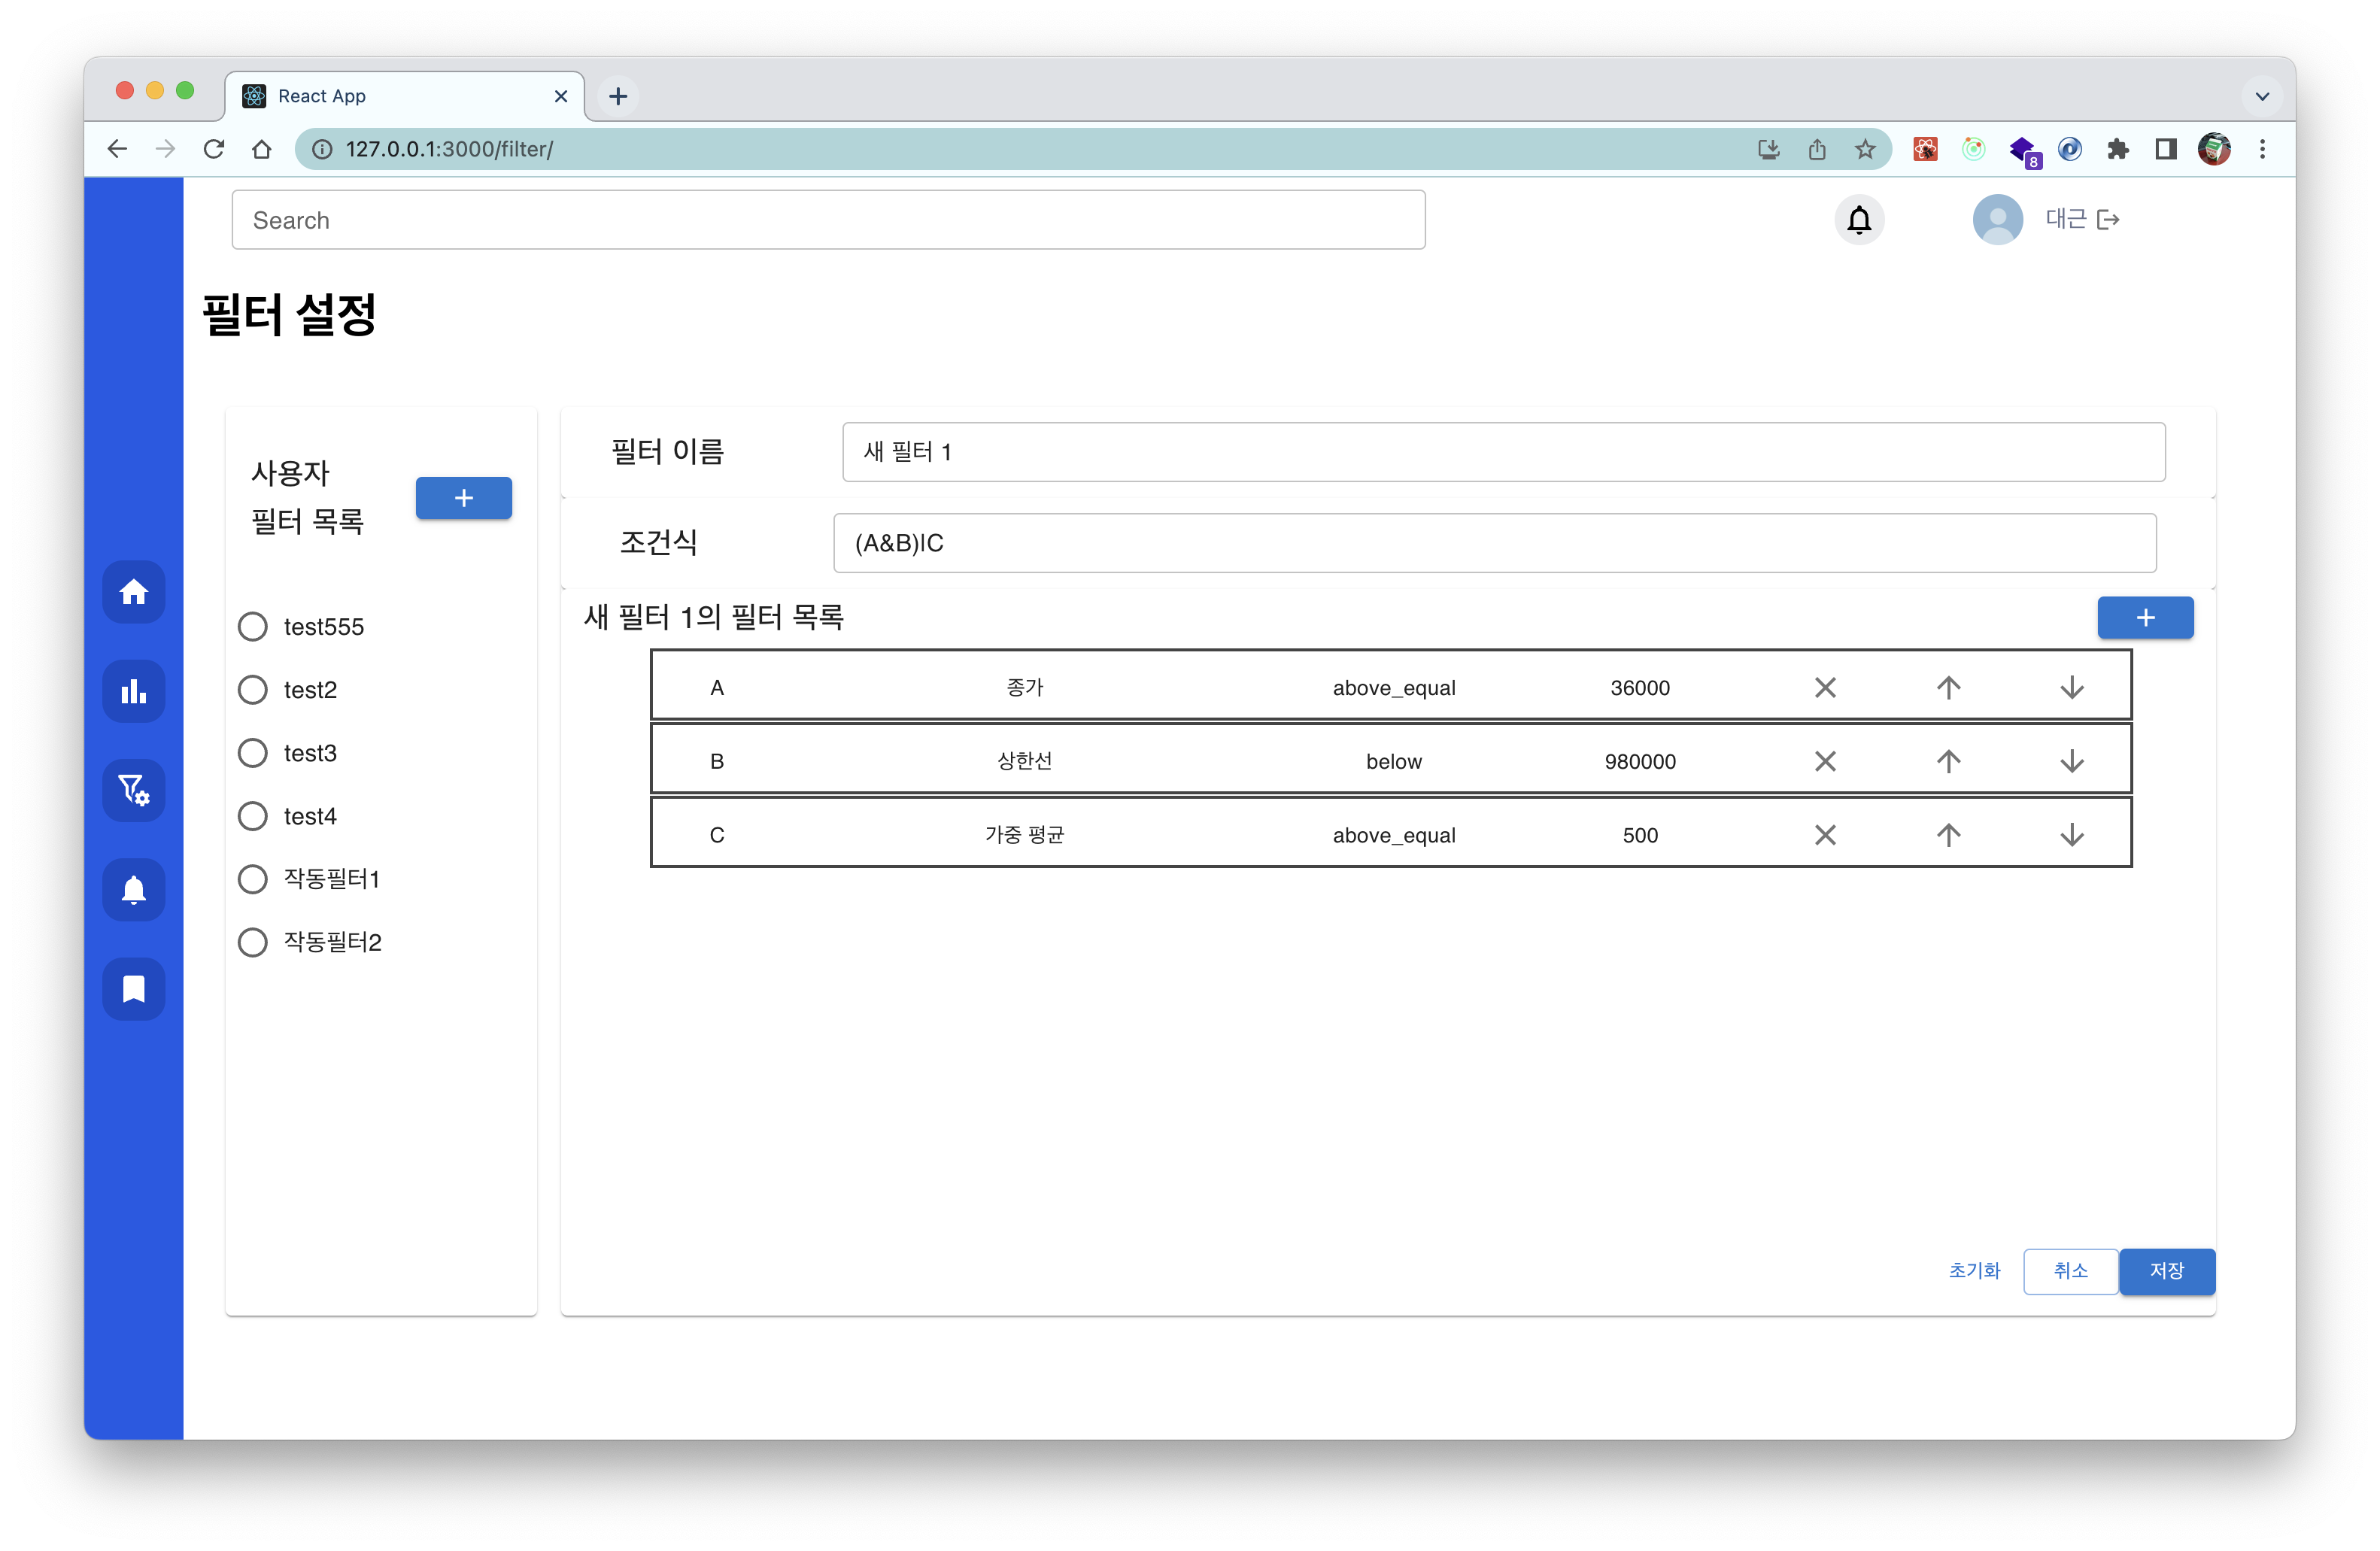 React App
127.0.0.1:3000/filter/
8
Search
대근
필터 설정
사용자
필터 목록
+
test555
test2
test3
test4
작동필터1
작동필터2
필터 이름
새 필터 1
조건식
(A&B)|C
새 필터 1의 필터 목록
+
A 종가 above_equal 36000
B 상한선 below 980000
C 가중 평균 above_equal 500
초기화 취소 저장